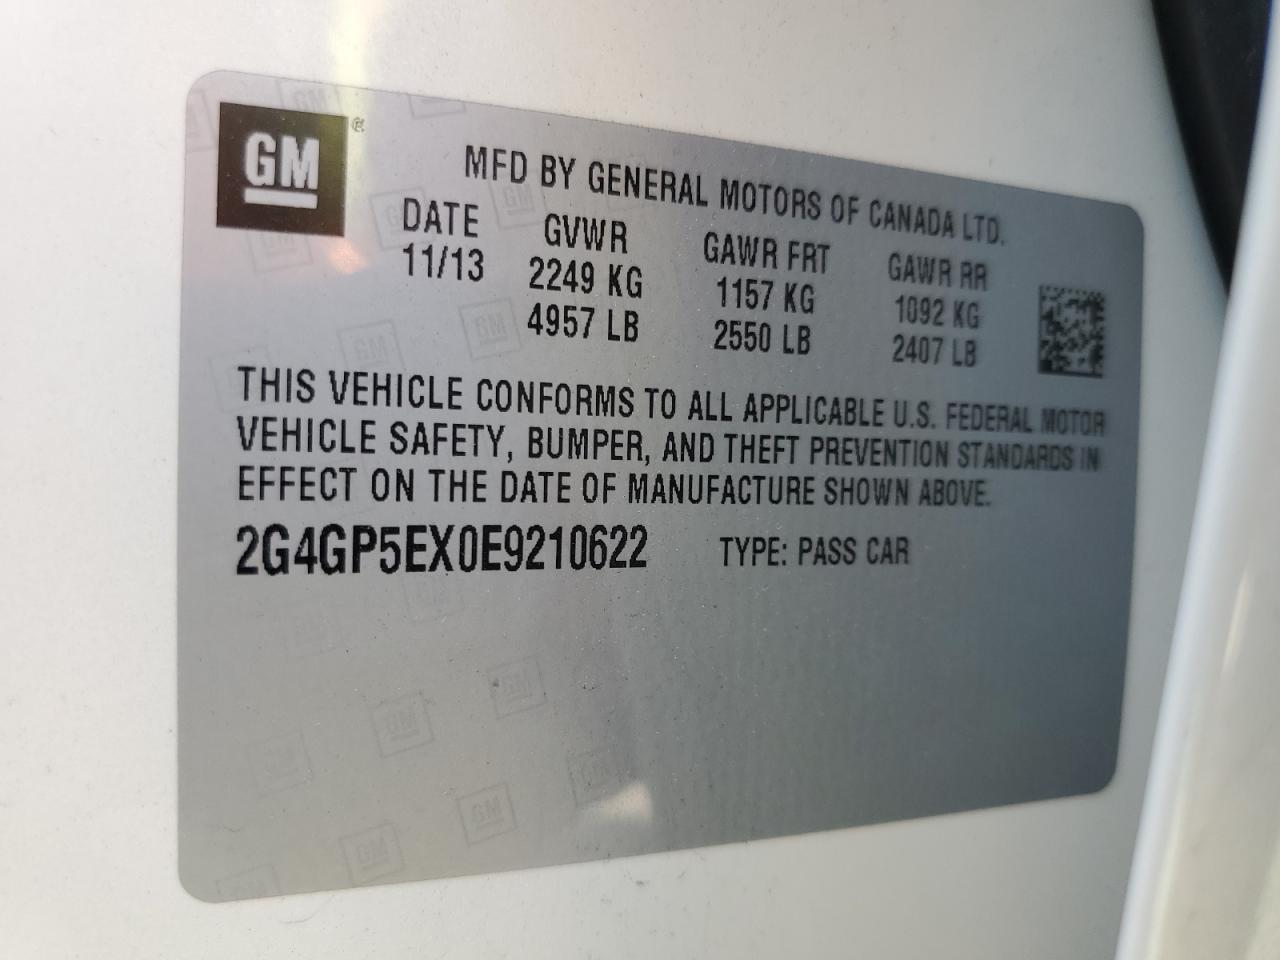 GM
MFD BY GENERAL MOTORS OF CANADA LTD.
DATE GVWR GAWR FRT GAWR RR
11/13 2249 KG 1157 KG 1092 KG
4957 LB 2550 LB 2407 LB
THIS VEHICLE CONFORMS TO ALL APPLICABLE U.S. FEDERAL MOTOR
VEHICLE SAFETY, BUMPER, AND THEFT PREVENTION STANDARDS IN
EFFECT ON THE DATE OF MANUFACTURE SHOWN ABOVE.
2G4GP5EX0E9210622 TYPE: PASS CAR